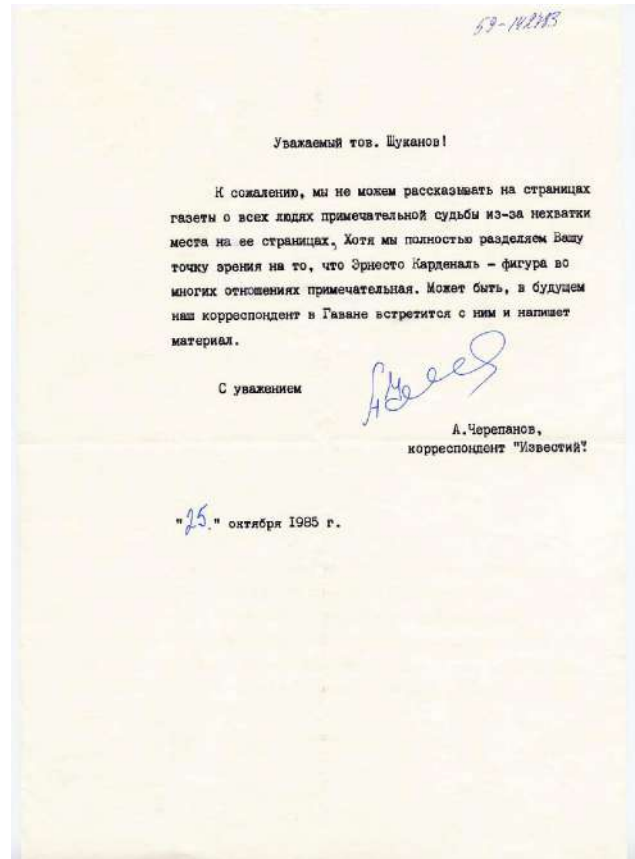 59-142783
Уважаемый тов. Шуканов!
К сожалению, мы не можем рассказывать на страницах
газеты о всех людях примечательной судьбы из-за нехватки
места на ее страницах. Хотя мы полностью разделяем Вашу
точку зрения на то, что Эрнесто Карденаль – фигура во
многих отношениях примечательная. Может быть, в будущем
наш корреспондент в Гаване встретится с ним и напишет
материал.
С уважением
А.Черепанов,
корреспондент "Известий".
"25." октября 1985 г.